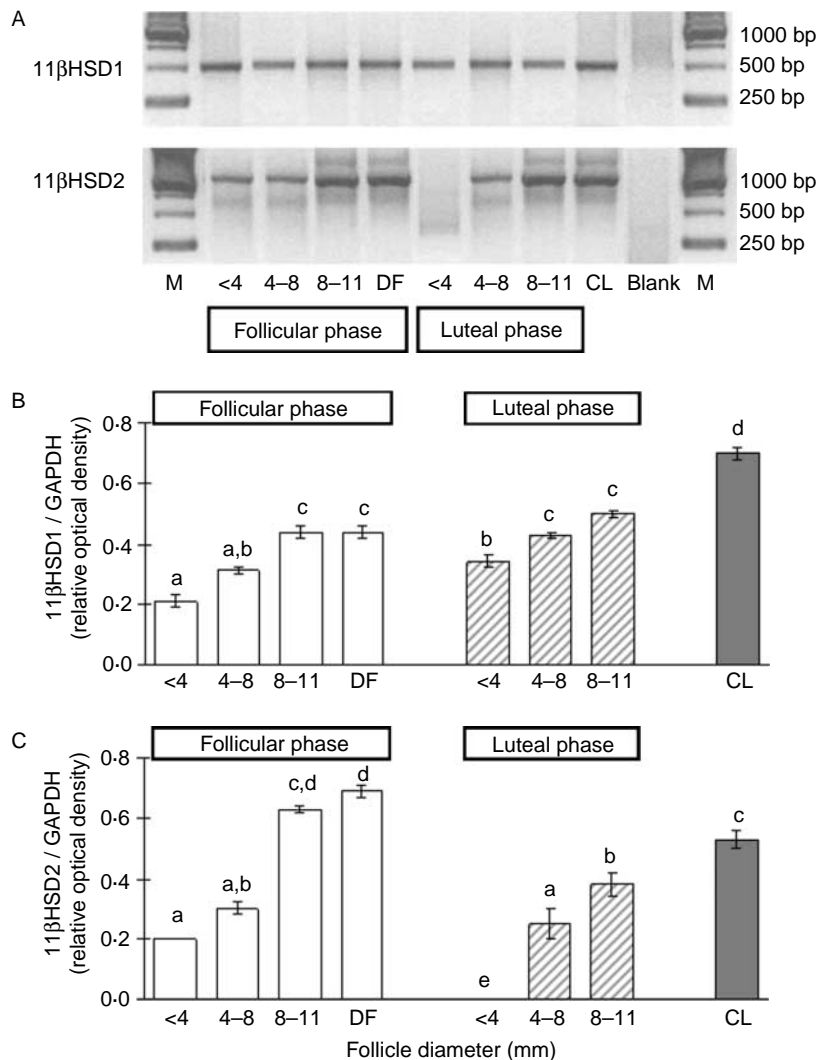 A
11βHSD1
1000 bp
500 bp
250 bp
11βHSD2
1000 bp
500 bp
250 bp
M <4 4–8 8–11 DF <4 4–8 8–11 CL Blank M
Follicular phase Luteal phase
B
Follicular phase Luteal phase
11βHSD1 / GAPDH
(relative optical density)
0·8
0·6
0·4
0·2
0·0
a a,b c c b c c d
<4 4–8 8–11 DF <4 4–8 8–11 CL
C
Follicular phase Luteal phase
11βHSD2 / GAPDH
(relative optical density)
0·8
0·6
0·4
0·2
0·0
a a,b c,d d e a b c
<4 4–8 8–11 DF <4 4–8 8–11 CL
Follicle diameter (mm)